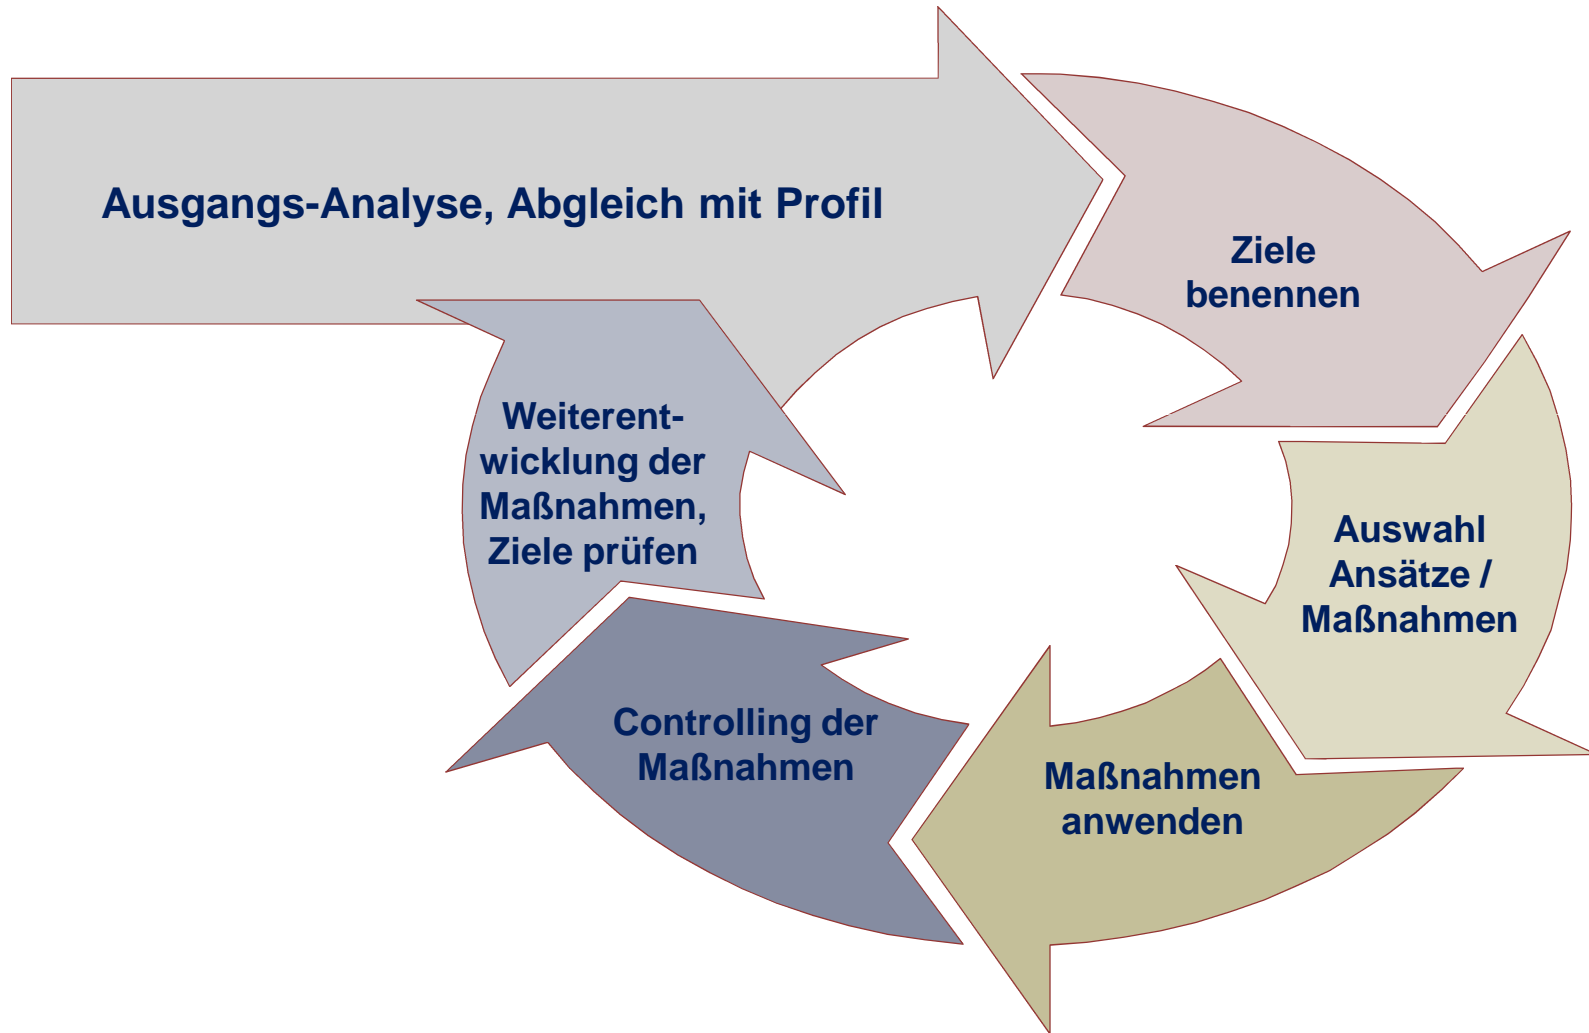 Ausgangs-Analyse, Abgleich mit Profil
Ziele
benennen
Auswahl
Ansätze /
Maßnahmen
Maßnahmen
anwenden
Controlling der
Maßnahmen
Weiterent-
wicklung der
Maßnahmen,
Ziele prüfen